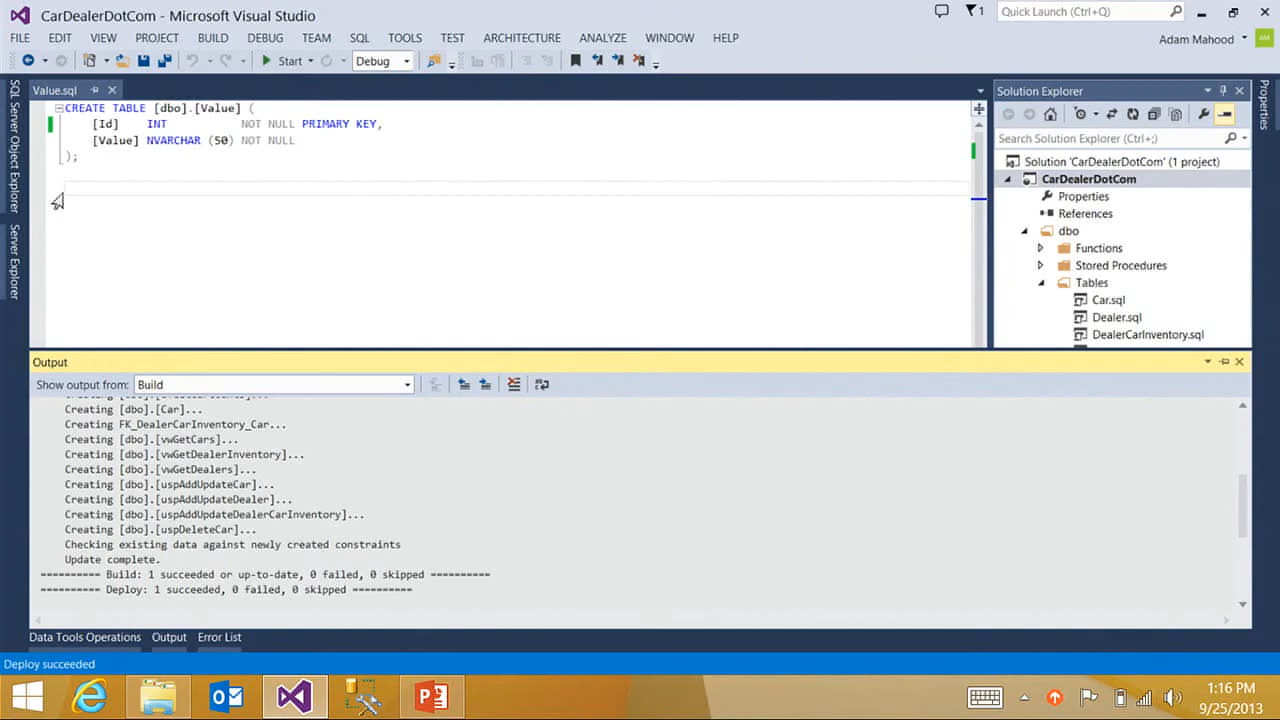 CarDealerDotCom - Microsoft Visual Studio
1
Quick Launch (Ctrl+Q)
FILE EDIT VIEW PROJECT BUILD DEBUG TEAM SQL TOOLS TEST ARCHITECTURE ANALYZE WINDOW HELP
Adam Mahood
AM
Start
Debug
SQL Server Object Explorer
Server Explorer
Value.sql
CREATE TABLE [dbo].[Value] (
[Id] INT NOT NULL PRIMARY KEY,
[Value] NVARCHAR (50) NOT NULL
);
Solution Explorer
Search Solution Explorer (Ctrl+;)
Solution 'CarDealerDotCom' (1 project)
CarDealerDotCom
Properties
References
dbo
Functions
Stored Procedures
Tables
Car.sql
Dealer.sql
DealerCarInventory.sql
Properties
Output
Show output from: Build
Creating [dbo].[Car]...
Creating FK_DealerCarInventory_Car...
Creating [dbo].[vwGetCars]...
Creating [dbo].[vwGetDealerInventory]...
Creating [dbo].[vwGetDealers]...
Creating [dbo].[uspAddUpdateCar]...
Creating [dbo].[uspAddUpdateDealer]...
Creating [dbo].[uspAddUpdateDealerCarInventory]...
Creating [dbo].[uspDeleteCar]...
Checking existing data against newly created constraints
Update complete.
========== Build: 1 succeeded or up-to-date, 0 failed, 0 skipped ==========
========== Deploy: 1 succeeded, 0 failed, 0 skipped ==========
Data Tools Operations Output Error List
Deploy succeeded
1:16 PM
9/25/2013